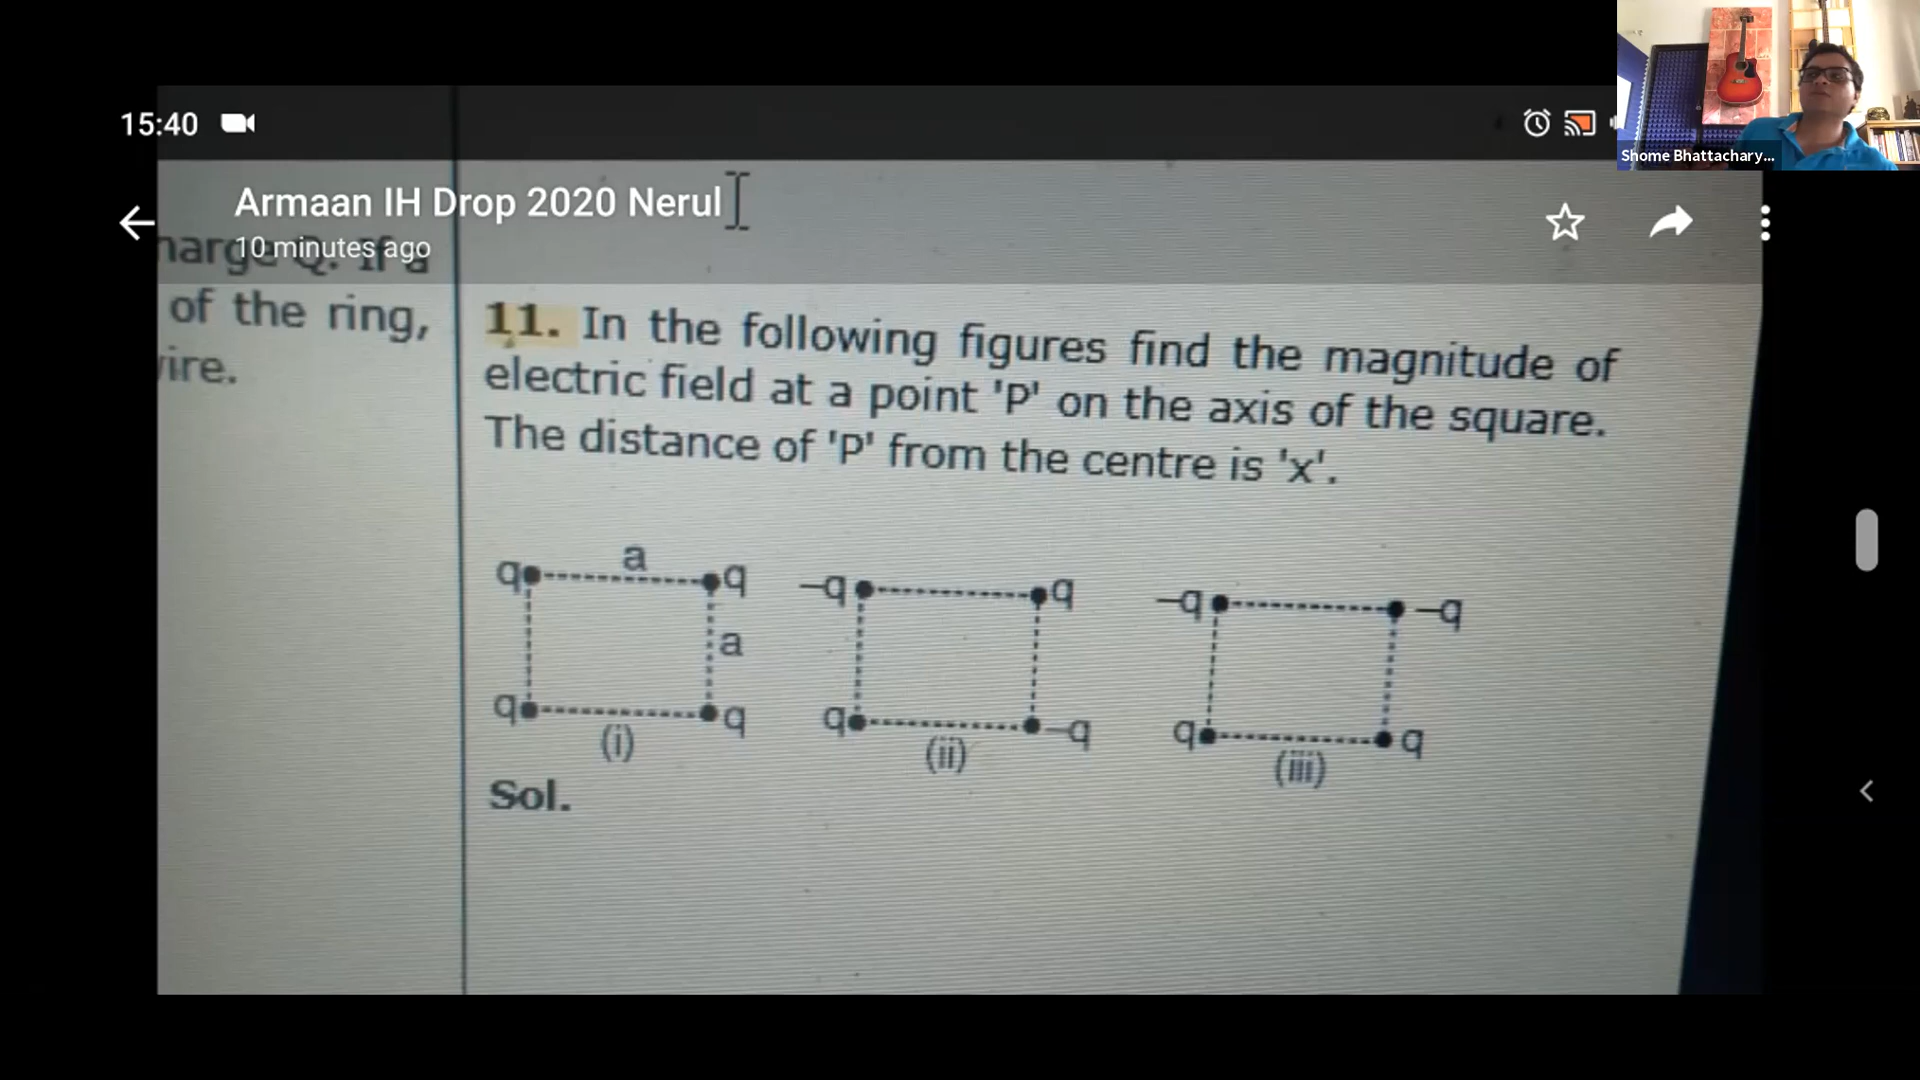 15:40
Shome Bhattachary...
Armaan IH Drop 2020 Nerul
10 minutes ago
harge Q. If a
of the ring,
ire.
11. In the following figures find the magnitude of
electric field at a point 'P' on the axis of the square.
The distance of 'P' from the centre is 'x'.
q a q -q q -q -q
a
q q q -q q q
(i) (ii) (iii)
Sol.